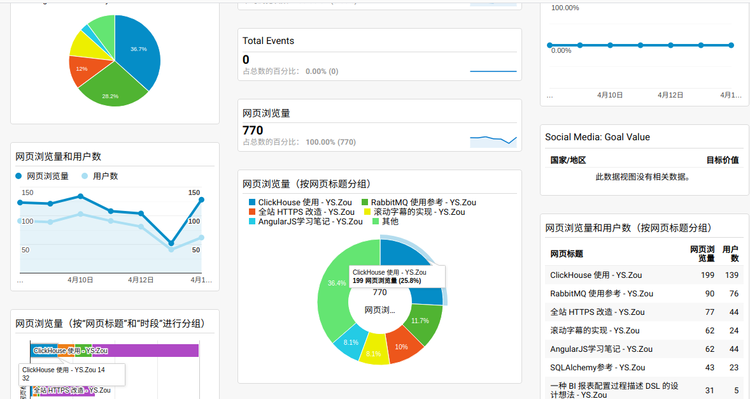 36.7%
28.2%
12%
网页浏览量和用户数
网页浏览量
用户数
150
100
50
150
100
50
...
4月10日
4月12日
4月1…
网页浏览量（按"网页标题"和"时段"进行分组）
ClickHouse 使用 - YS.Zou
ClickHouse 使用 - YS.Zou 14
32
全站 HTTPS 改造 - YS.Zou
Total Events
0
占总数的百分比： 0.00% (0)
网页浏览量
770
占总数的百分比： 100.00% (770)
网页浏览量（按网页标题分组）
ClickHouse 使用 - YS.Zou
RabbitMQ 使用参考 - YS.Zou
全站 HTTPS 改造 - YS.Zou
滚动字幕的实现 - YS.Zou
AngularJS学习笔记 - YS.Zou
其他
ClickHouse 使用 - YS.Zou
199 网页浏览量 (25.8%)
770
网页浏…
36.4%
11.7%
10%
8.1%
8.1%
100.00%
0.00%
...
4月10日
4月12日
4月1…
Social Media: Goal Value
国家/地区 目标价值
此数据视图没有相关数据。
网页浏览量和用户数（按网页标题分组）
网页标题 网页浏览量 用户数
ClickHouse 使用 - YS.Zou 199 139
RabbitMQ 使用参考 - YS.Zou 90 76
全站 HTTPS 改造 - YS.Zou 77 44
滚动字幕的实现 - YS.Zou 62 24
AngularJS学习笔记 - YS.Zou 62 44
SQLAlchemy参考 - YS.Zou 43 23
一种 BI 报表配置过程描述 DSL 的设计想法 - YS.Zou 31 5